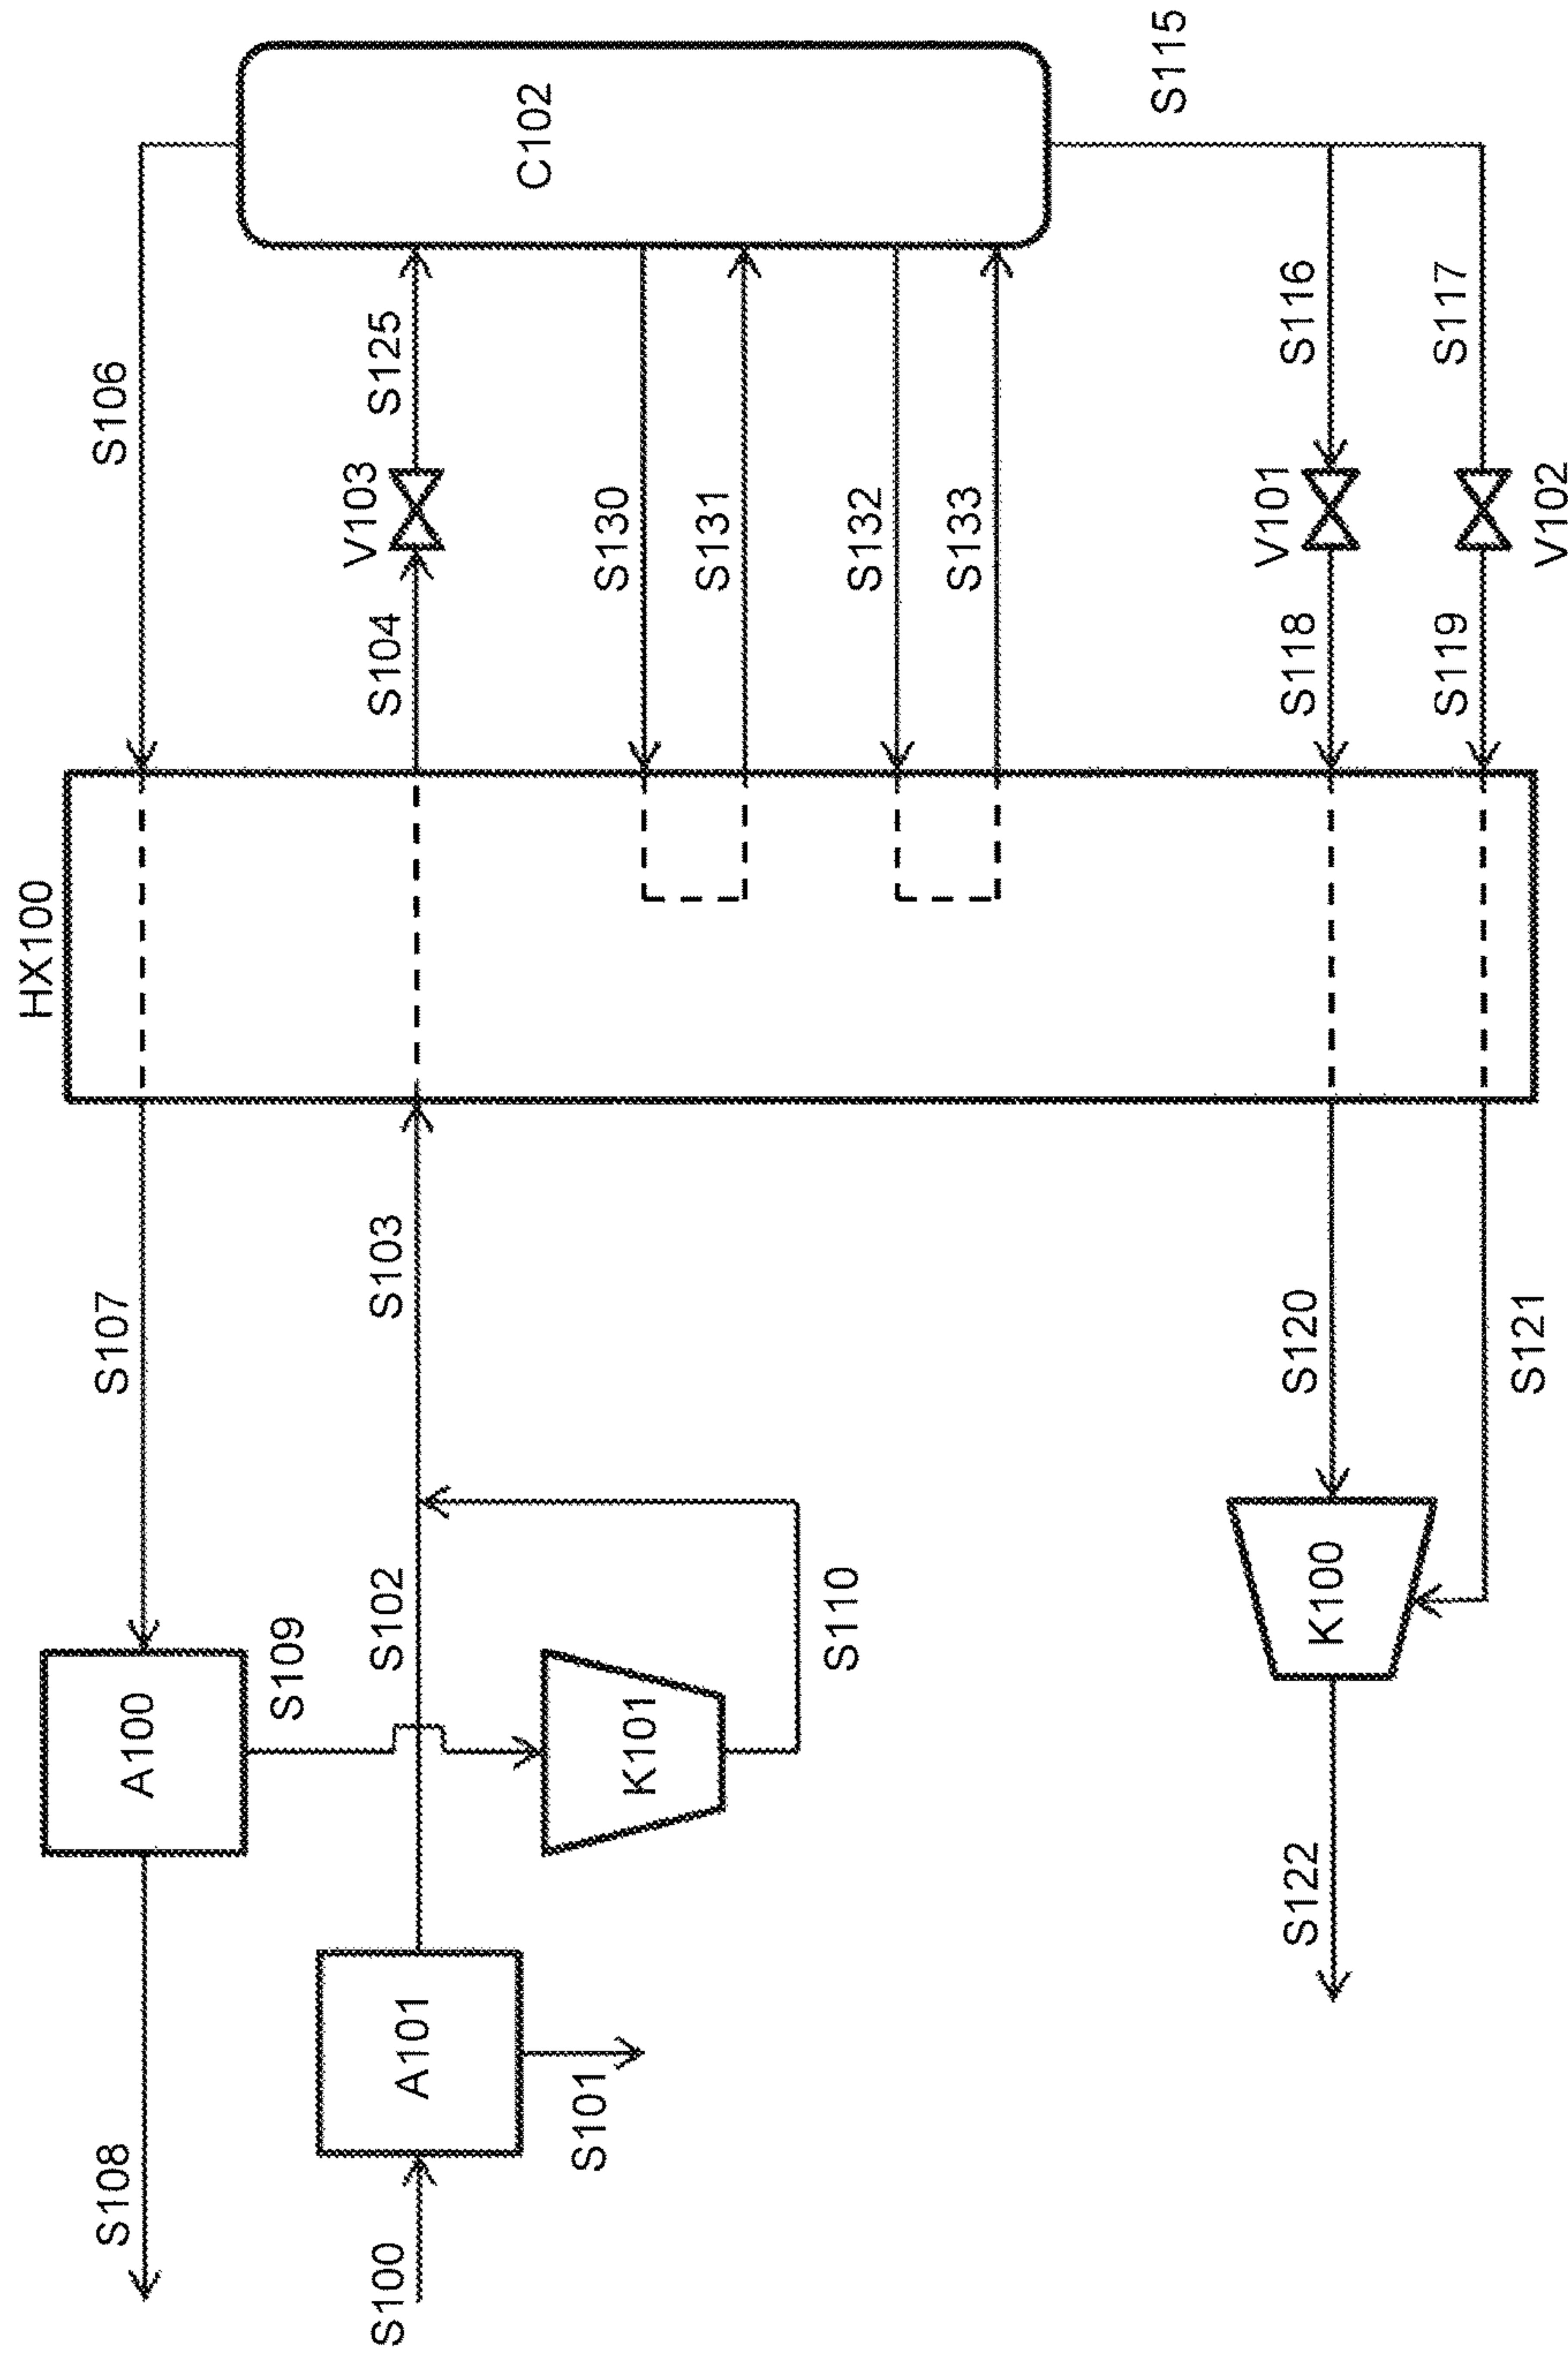 S108
S107
HX100
S106
A100
S109
S100
A101
S101
S102
S103
S104
V103
S125
C102
K101
S110
S130
S131
S132
S133
S122
K100
S120
S118
V101
S116
S115
S121
S119
V102
S117